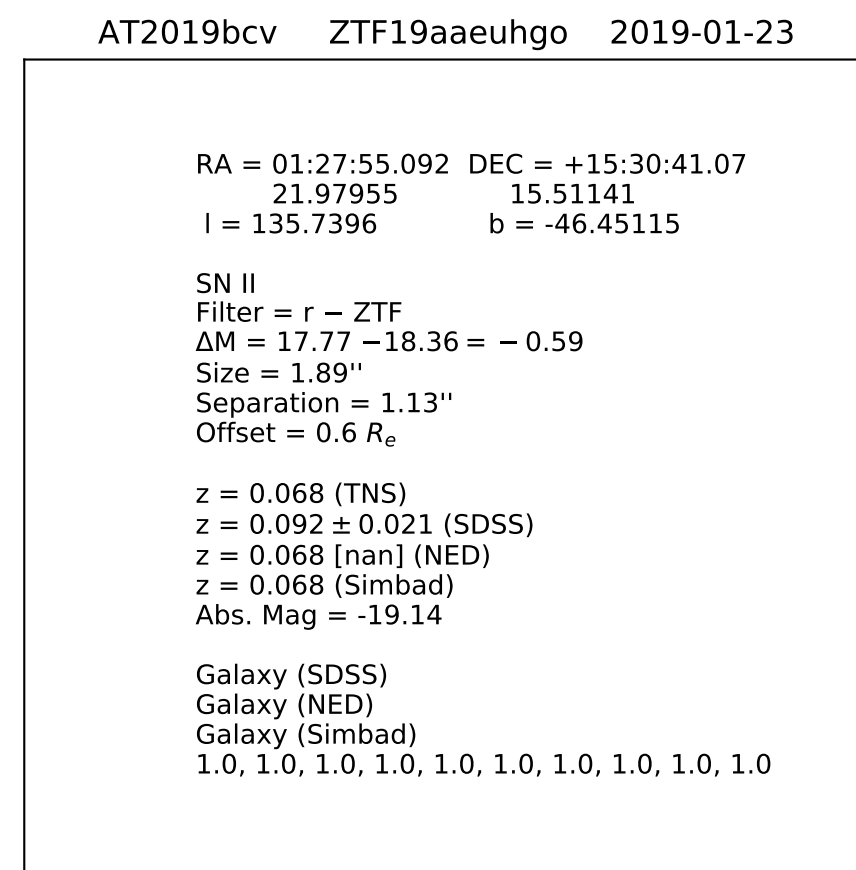 AT2019bcv ZTF19aaeuhgo 2019-01-23
RA = 01:27:55.092 DEC = +15:30:41.07
21.97955 15.51141
l = 135.7396 b = -46.45115
SN II
Filter = r − ZTF
ΔM = 17.77 −18.36 = − 0.59
Size = 1.89''
Separation = 1.13''
Offset = 0.6 Rₑ
z = 0.068 (TNS)
z = 0.092 ± 0.021 (SDSS)
z = 0.068 [nan] (NED)
z = 0.068 (Simbad)
Abs. Mag = -19.14
Galaxy (SDSS)
Galaxy (NED)
Galaxy (Simbad)
1.0, 1.0, 1.0, 1.0, 1.0, 1.0, 1.0, 1.0, 1.0, 1.0